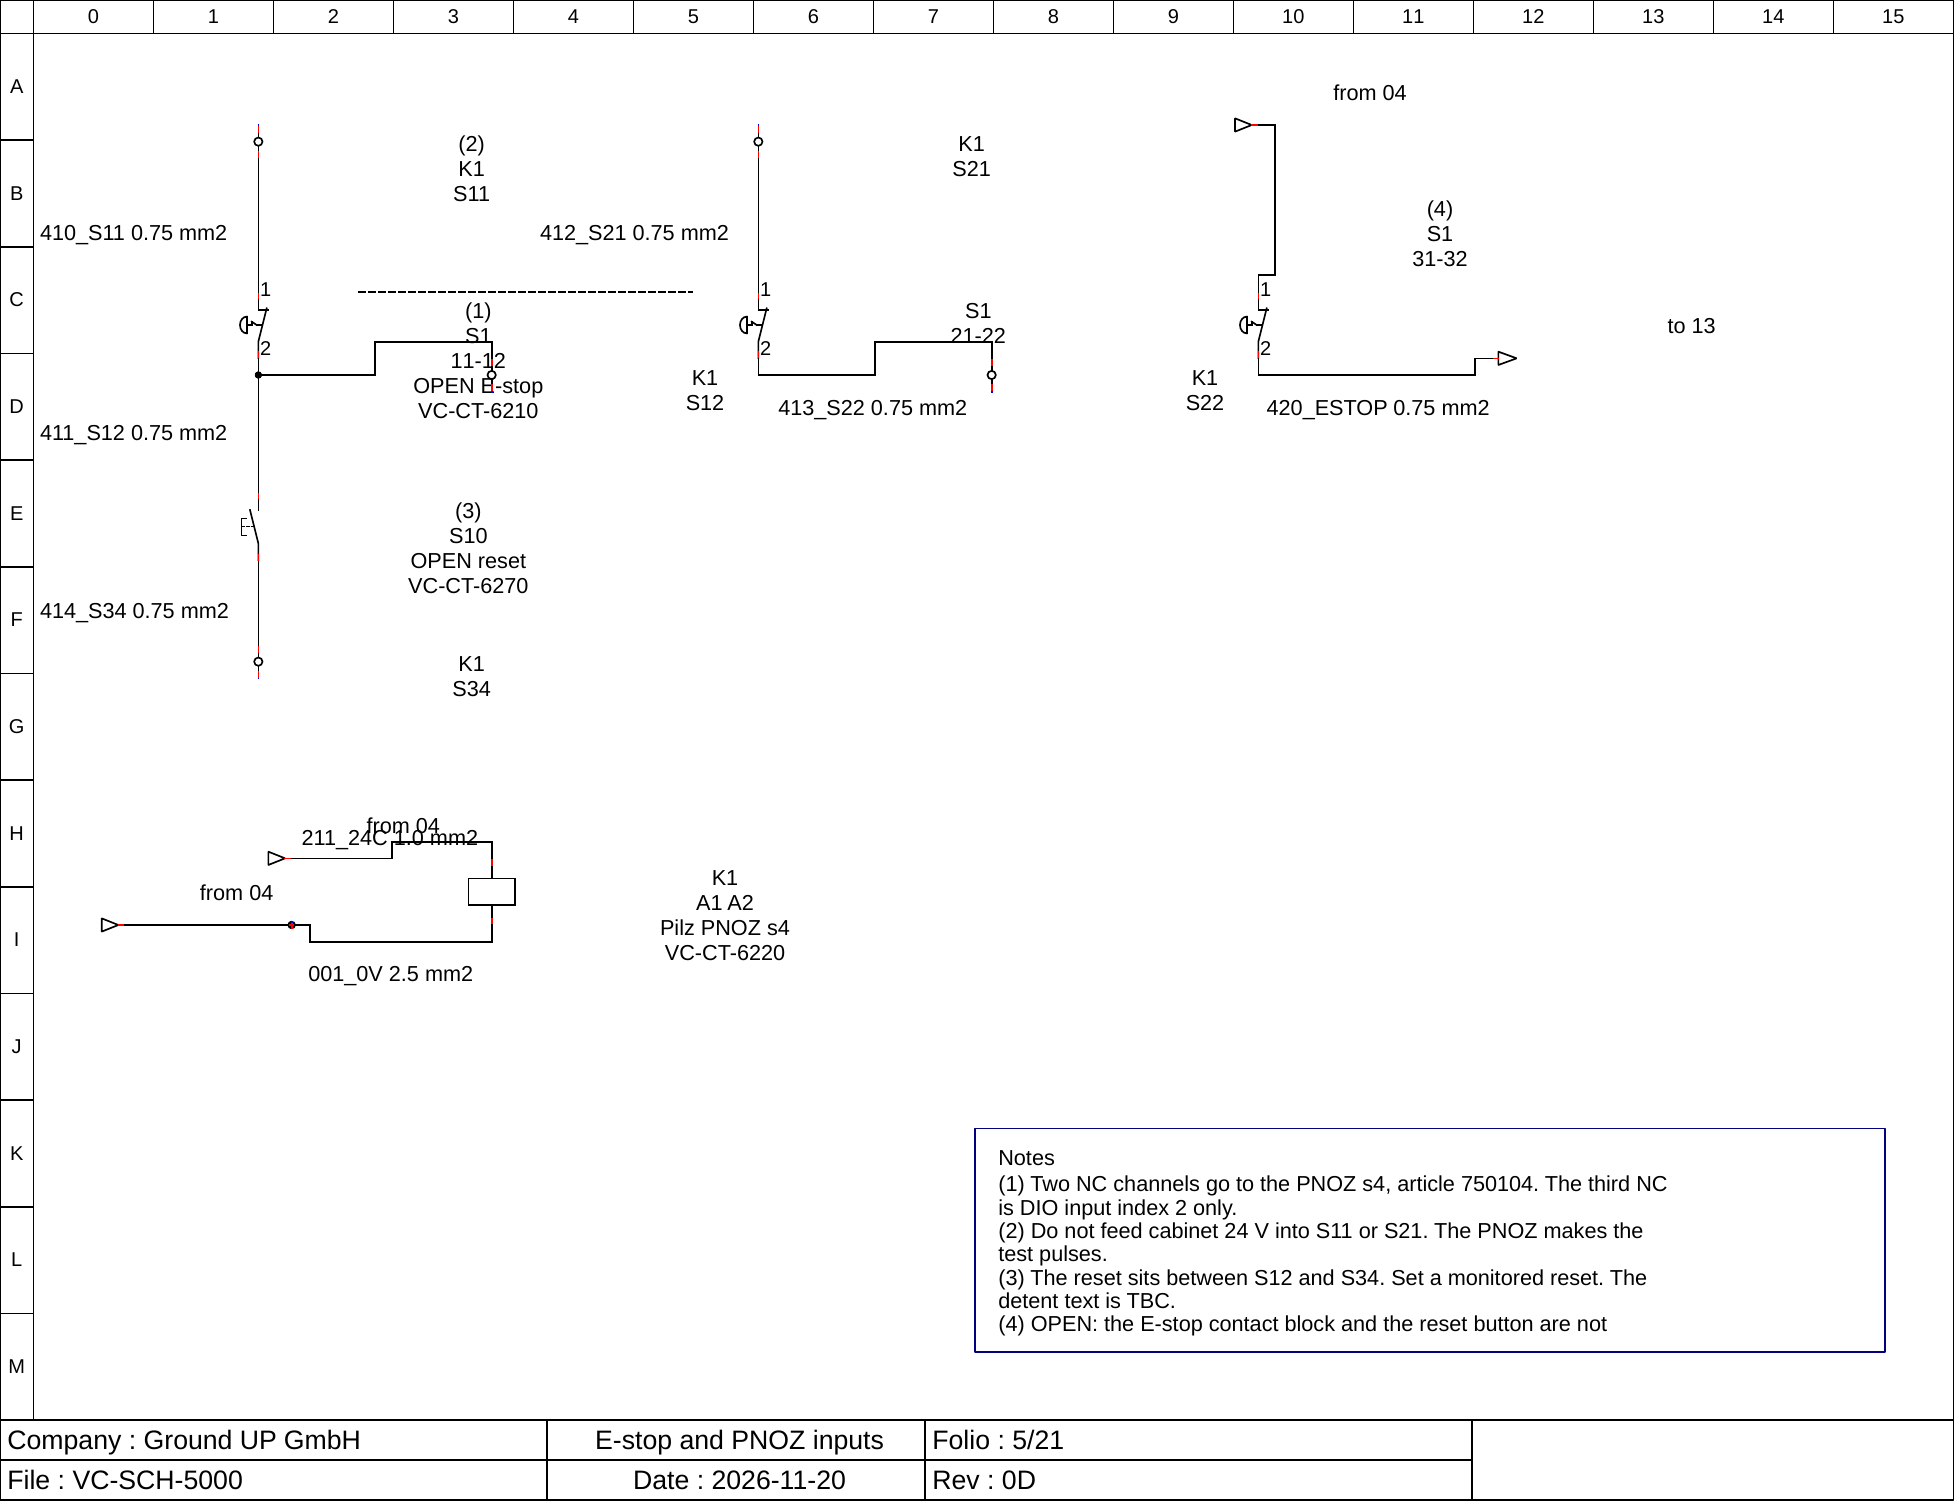 0 1 2 3 4 5 6 7 8 9 10 11 12 13 14 15
A
B
C
D
E
F
G
H
I
J
K
L
M
from 04
(2)
K1
S11
K1
S21
410_S11 0.75 mm2
412_S21 0.75 mm2
(4)
S1
31-32
1
2
(1)
S1
11-12
OPEN E-stop
VC-CT-6210
1
2
S1
21-22
1
2
to 13
K1
S12
413_S22 0.75 mm2
K1
S22
420_ESTOP 0.75 mm2
411_S12 0.75 mm2
(3)
S10
OPEN reset
VC-CT-6270
414_S34 0.75 mm2
K1
S34
from 04
211_24C 1.0 mm2
from 04
K1
A1 A2
Pilz PNOZ s4
VC-CT-6220
001_0V 2.5 mm2
Notes
(1) Two NC channels go to the PNOZ s4, article 750104. The third NC
is DIO input index 2 only.
(2) Do not feed cabinet 24 V into S11 or S21. The PNOZ makes the
test pulses.
(3) The reset sits between S12 and S34. Set a monitored reset. The
detent text is TBC.
(4) OPEN: the E-stop contact block and the reset button are not
Company : Ground UP GmbH
E-stop and PNOZ inputs
Folio : 5/21
File : VC-SCH-5000
Date : 2026-11-20
Rev : 0D